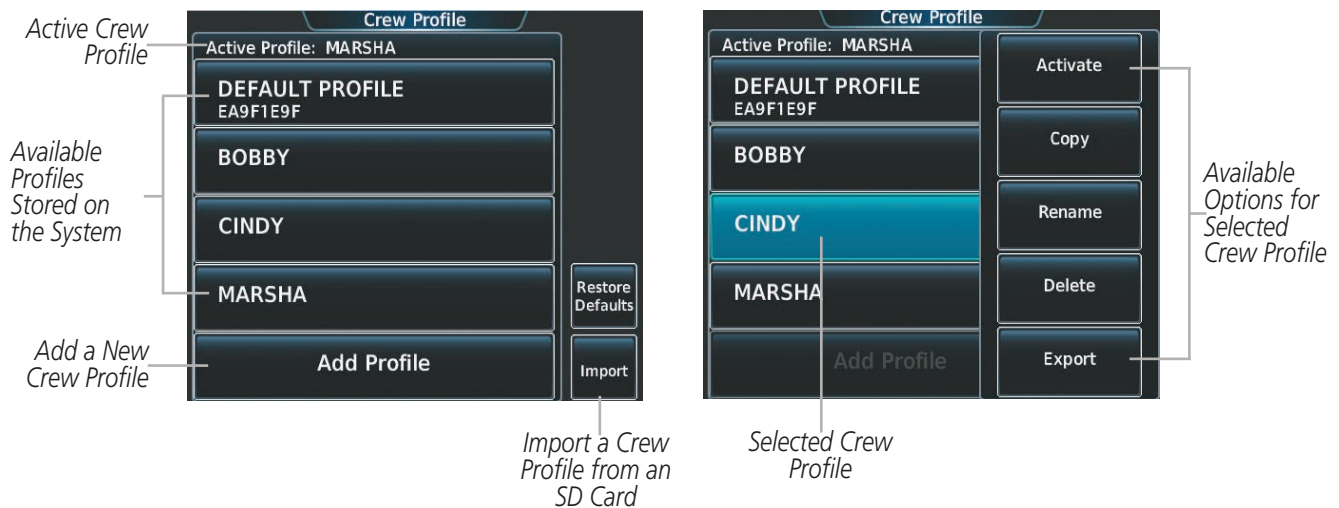 Active Crew
Profile
Available
Profiles
Stored on
the System
Add a New
Crew Profile
Crew Profile
Active Profile: MARSHA
DEFAULT PROFILE
EA9F1E9F
BOBBY
CINDY
MARSHA
Add Profile
Restore
Defaults
Import
Import a Crew
Profile from an
SD Card
Crew Profile
Active Profile: MARSHA
DEFAULT PROFILE
EA9F1E9F
BOBBY
CINDY
MARSHA
Add Profile
Activate
Copy
Rename
Delete
Export
Available
Options for
Selected
Crew Profile
Selected Crew
Profile